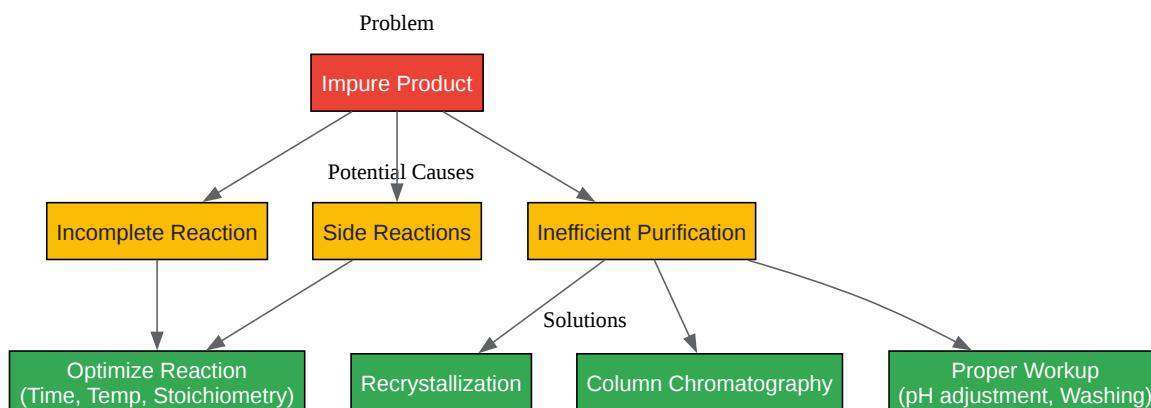 Problem
Impure Product
Potential Causes
Incomplete Reaction
Side Reactions
Inefficient Purification
Solutions
Optimize Reaction
(Time, Temp, Stoichiometry)
Recrystallization
Column Chromatography
Proper Workup
(pH adjustment, Washing)